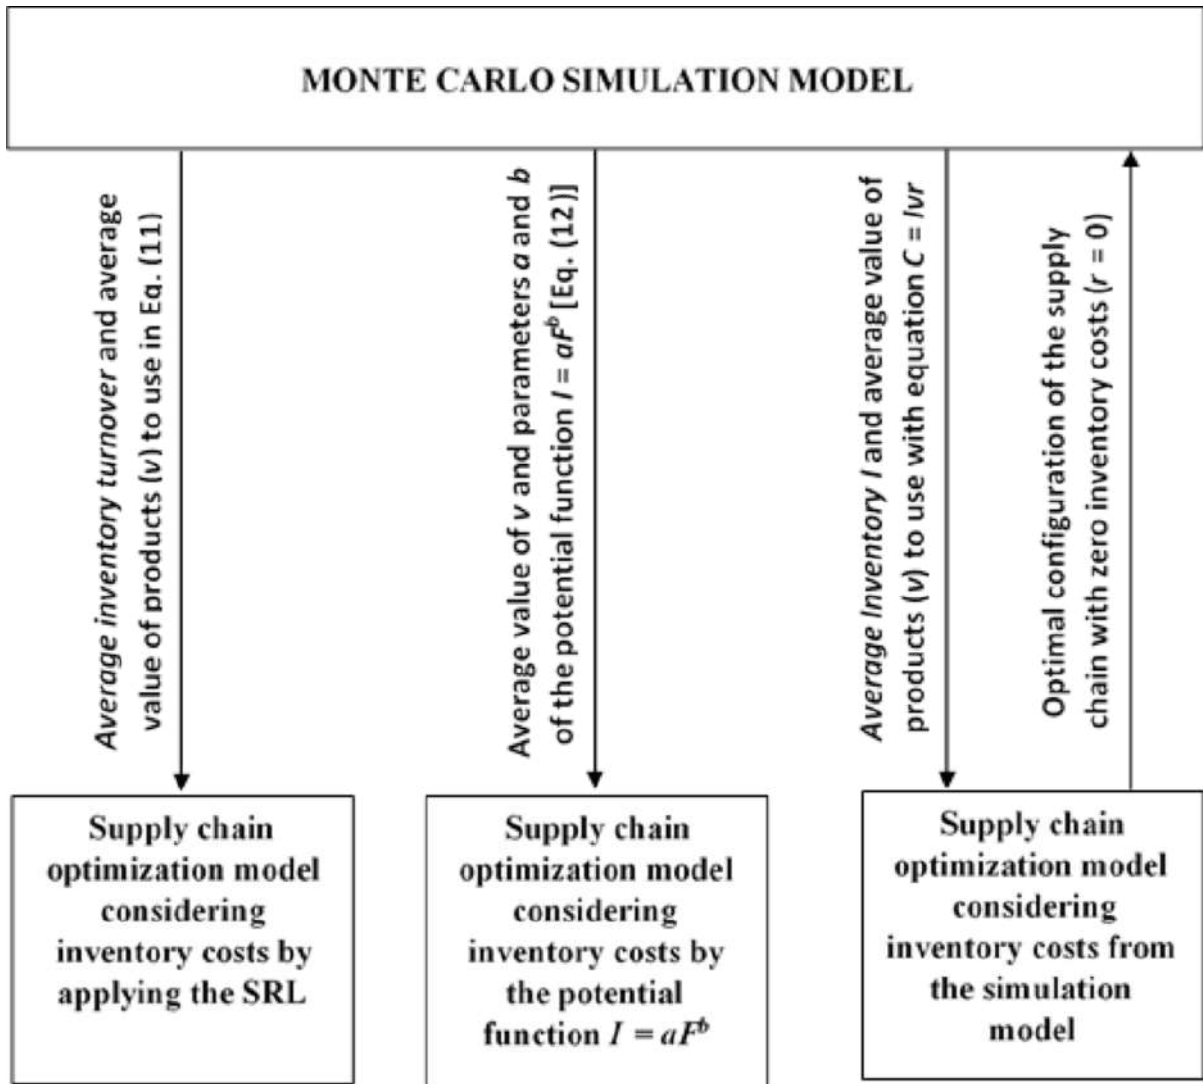 MONTE CARLO SIMULATION MODEL
Average inventory turnover and average
value of products (v) to use in Eq. (11)
Average value of v and parameters a and b
of the potential function I = aF^b [Eq. (12)]
Average Inventory I and average value of
products (v) to use with equation C = Ivr
Optimal configuration of the supply
chain with zero inventory costs (r = 0)
Supply chain
optimization model
considering
inventory costs by
applying the SRL
Supply chain
optimization model
considering
inventory costs by
the potential
function I = aF^b
Supply chain
optimization model
considering
inventory costs from
the simulation
model